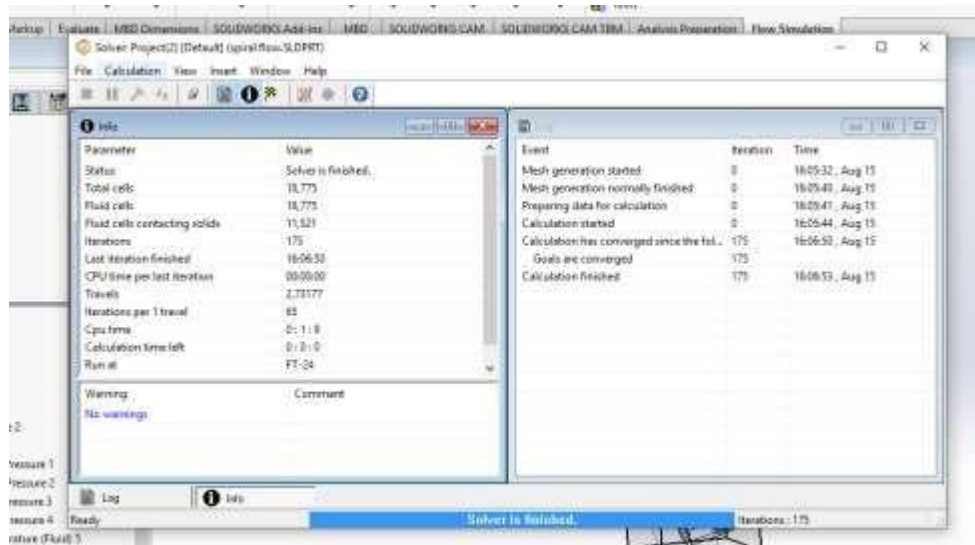 Evaluate MBD Dimensions SOLIDWORKS Add-Ins MBD SOLIDWORKS CAM SOLIDWORKS CAM TBM Analysis Preparation Flow Simulation
Solver: Project(2) [Default] (spiral flow.SLDPRT)
File Calculation View Insert Window Help
Info
Parameter Value
Status Solver is finished.
Total cells 18,775
Fluid cells 18,775
Fluid cells contacting solids 11,521
Iterations 175
Last iteration finished 16:06:50
CPU time per last iteration 00:00:00
Travels 2.73177
Iterations per 1 travel 65
Cpu time 0 : 1 : 8
Calculation time left 0 : 0 : 0
Run at FT-24
Warning Comment
No warnings
Event Iteration Time
Mesh generation started 0 16:05:32 , Aug 15
Mesh generation normally finished 0 16:05:40 , Aug 15
Preparing data for calculation 0 16:05:41 , Aug 15
Calculation started 0 16:05:44 , Aug 15
Calculation has converged since the fol... 175 16:06:50 , Aug 15
Goals are converged 175
Calculation finished 175 16:06:53 , Aug 15
Pressure 1
Pressure 2
Log Info
Ready Solver is finished. Iterations : 175